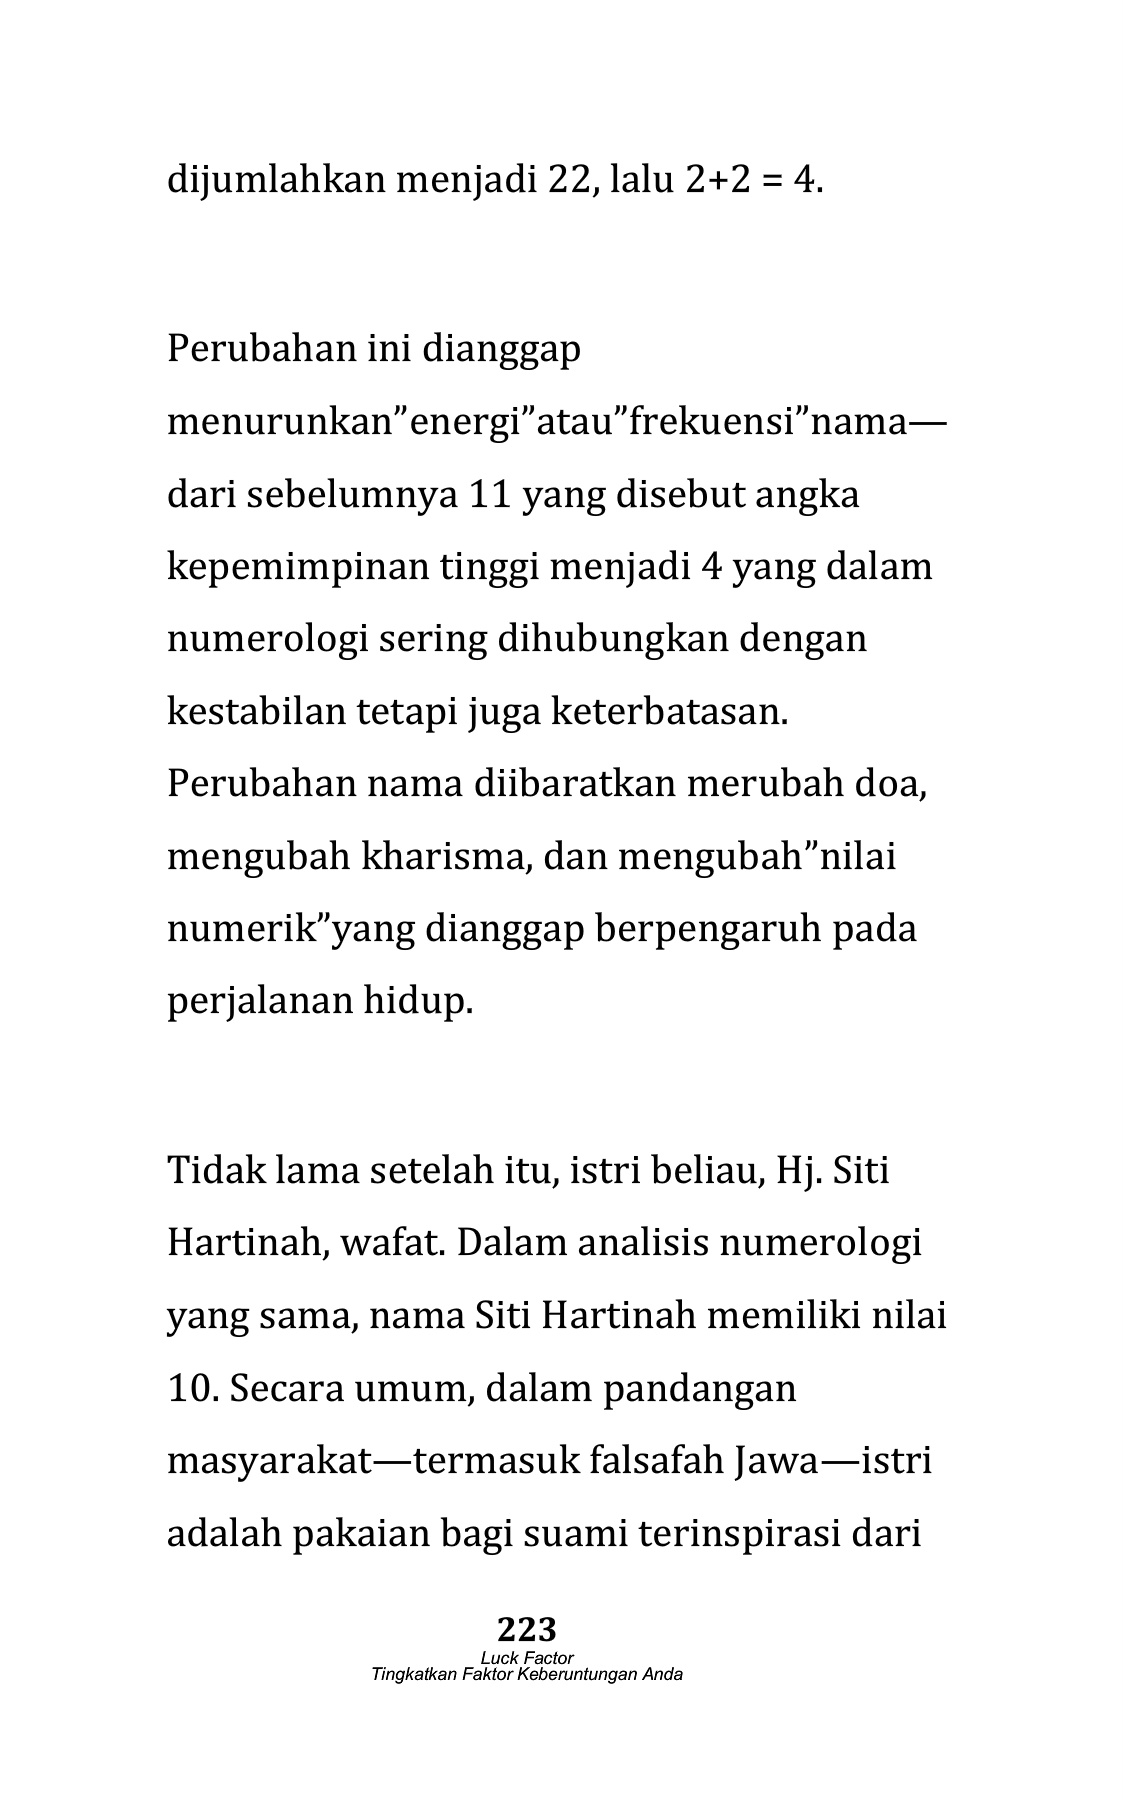 dijumlahkan menjadi 22, lalu 2+2 = 4.
Perubahan ini dianggap
menurunkan”energi”atau”frekuensi”nama—
dari sebelumnya 11 yang disebut angka
kepemimpinan tinggi menjadi 4 yang dalam
numerologi sering dihubungkan dengan
kestabilan tetapi juga keterbatasan.
Perubahan nama diibaratkan merubah doa,
mengubah kharisma, dan mengubah”nilai
numerik”yang dianggap berpengaruh pada
perjalanan hidup.
Tidak lama setelah itu, istri beliau, Hj. Siti
Hartinah, wafat. Dalam analisis numerologi
yang sama, nama Siti Hartinah memiliki nilai
10. Secara umum, dalam pandangan
masyarakat—termasuk falsafah Jawa—istri
adalah pakaian bagi suami terinspirasi dari
223
Luck Factor
Tingkatkan Faktor Keberuntungan Anda